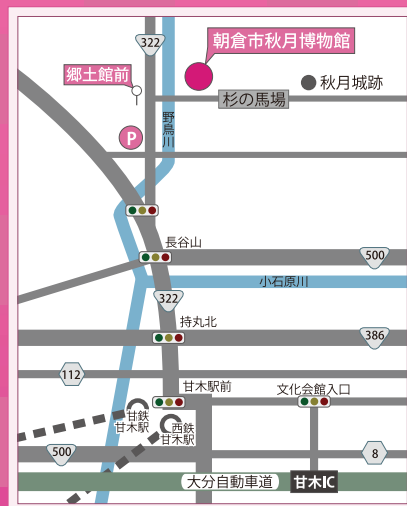 322
朝倉市秋月博物館
郷土館前
秋月城跡
杉の馬場
P
野鳥川
長谷山
500
小石原川
322
持丸北
386
112
甘木駅前
文化会館入口
甘鉄
甘木駅
西鉄
甘木駅
500
8
大分自動車道
甘木IC